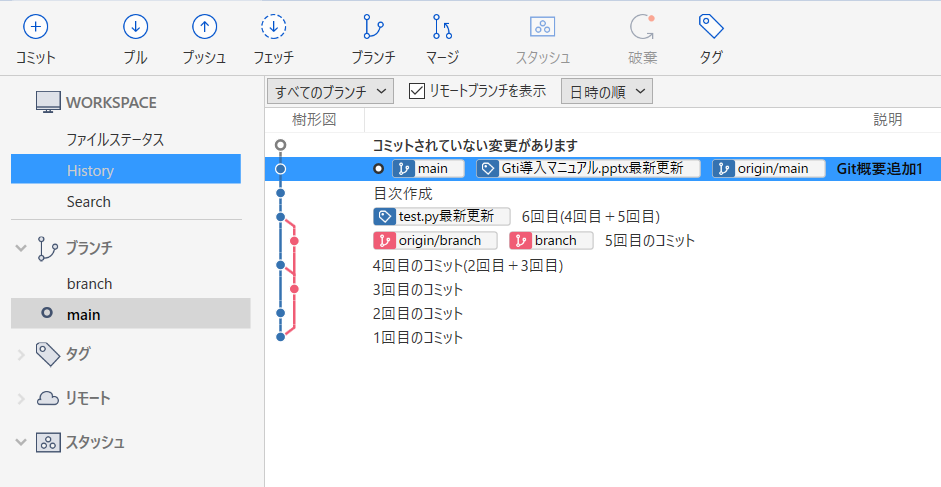 コミット プル プッシュ フェッチ ブランチ マージ スタッシュ 破棄 タグ
WORKSPACE
ファイルステータス
History
Search
ブランチ
branch
main
タグ
リモート
スタッシュ
すべてのブランチ リモートブランチを表示 日時の順
樹形図 説明
コミットされていない変更があります
main Gti導入マニュアル.pptx最新更新 origin/main Git概要追加1
目次作成
test.py最新更新 6回目(4回目＋5回目)
origin/branch branch 5回目のコミット
4回目のコミット(2回目＋3回目)
3回目のコミット
2回目のコミット
1回目のコミット